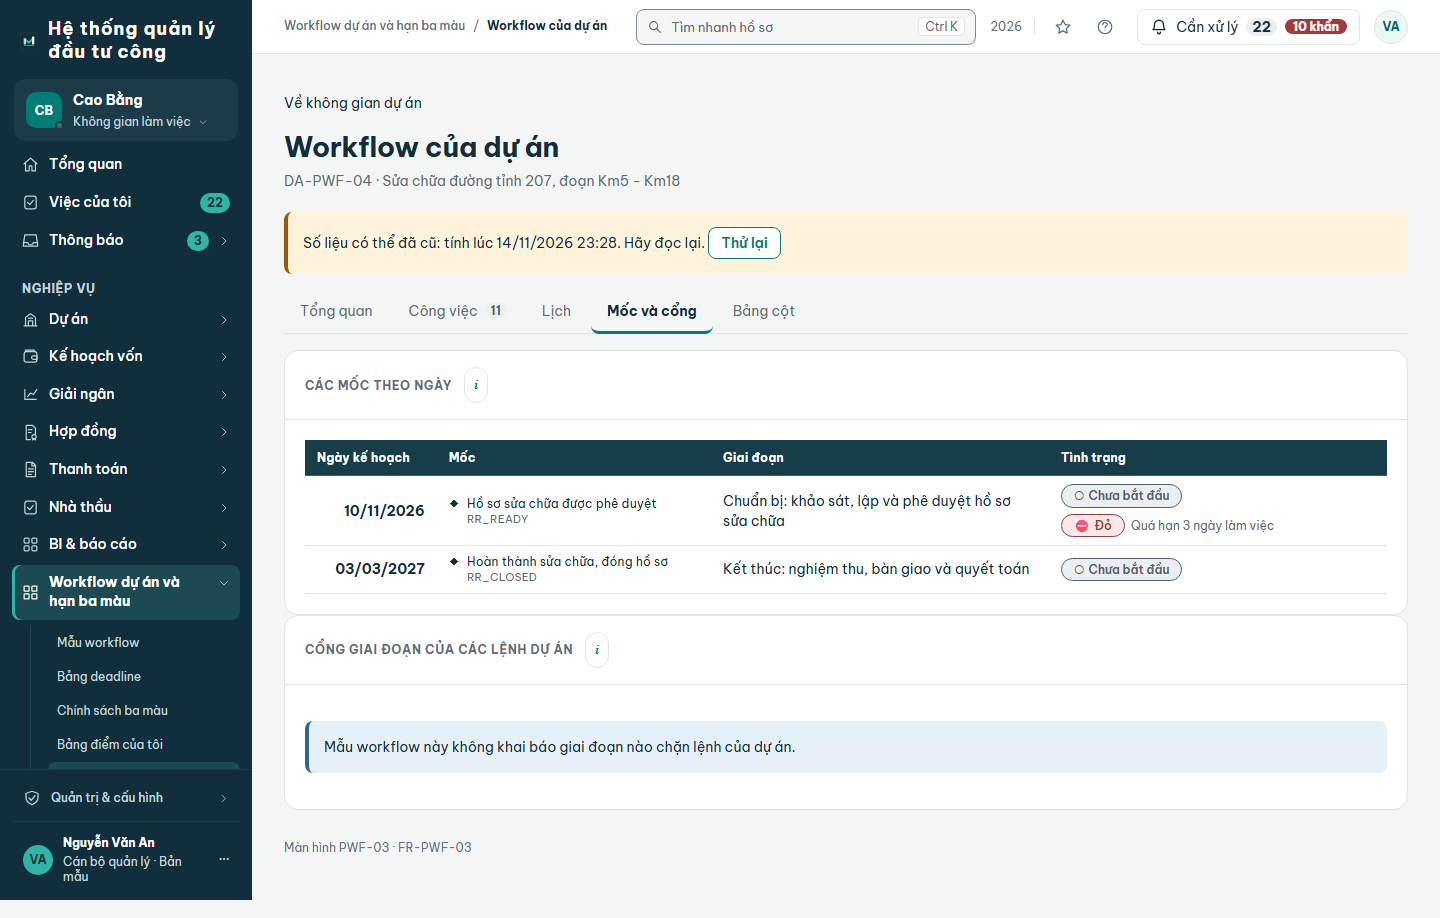 Hệ thống quản lý
đầu tư công
CB
Cao Bằng
Không gian làm việc
Tổng quan
Việc của tôi 22
Thông báo 3
NGHIỆP VỤ
Dự án
Kế hoạch vốn
Giải ngân
Hợp đồng
Thanh toán
Nhà thầu
BI & báo cáo
Workflow dự án và
hạn ba màu
Mẫu workflow
Bảng deadline
Chính sách ba màu
Bảng điểm của tôi
Quản trị & cấu hình
VA
Nguyễn Văn An
Cán bộ quản lý · Bản
mẫu
Workflow dự án và hạn ba màu / Workflow của dự án
Tìm nhanh hồ sơ Ctrl K
2026
Cần xử lý 22 10 khẩn
VA
Về không gian dự án
Workflow của dự án
DA-PWF-04 · Sửa chữa đường tỉnh 207, đoạn Km5 - Km18
Số liệu có thể đã cũ: tính lúc 14/11/2026 23:28. Hãy đọc lại. Thử lại
Tổng quan Công việc 11 Lịch Mốc và cổng Bảng cột
CÁC MỐC THEO NGÀY i
Ngày kế hoạch Mốc Giai đoạn Tình trạng
10/11/2026 Hồ sơ sửa chữa được phê duyệt
RR_READY
Chuẩn bị: khảo sát, lập và phê duyệt hồ sơ
sửa chữa
Chưa bắt đầu
Đỏ Quá hạn 3 ngày làm việc
03/03/2027 Hoàn thành sửa chữa, đóng hồ sơ
RR_CLOSED
Kết thúc: nghiệm thu, bàn giao và quyết toán
Chưa bắt đầu
CỔNG GIAI ĐOẠN CỦA CÁC LỆNH DỰ ÁN i
Mẫu workflow này không khai báo giai đoạn nào chặn lệnh của dự án.
Màn hình PWF-03 · FR-PWF-03